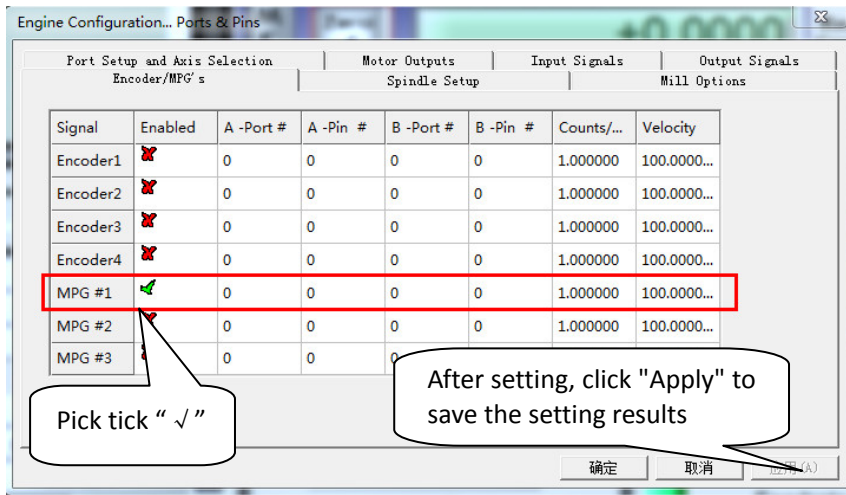 Engine Configuration... Ports & Pins
+0.0000
Port Setup and Axis Selection Motor Outputs Input Signals Output Signals
Encoder/MPG's Spindle Setup Mill Options
Signal Enabled A -Port # A -Pin # B -Port # B -Pin # Counts/... Velocity
Encoder1 0 0 0 0 1.000000 100.0000...
Encoder2 0 0 0 0 1.000000 100.0000...
Encoder3 0 0 0 0 1.000000 100.0000...
Encoder4 0 0 0 0 1.000000 100.0000...
MPG #1 0 0 0 0 1.000000 100.0000...
MPG #2 0 0 0 0 1.000000 100.0000...
MPG #3 0 0 0
Pick tick “ √ ”
After setting, click "Apply" to
save the setting results
确定 取消 (A)